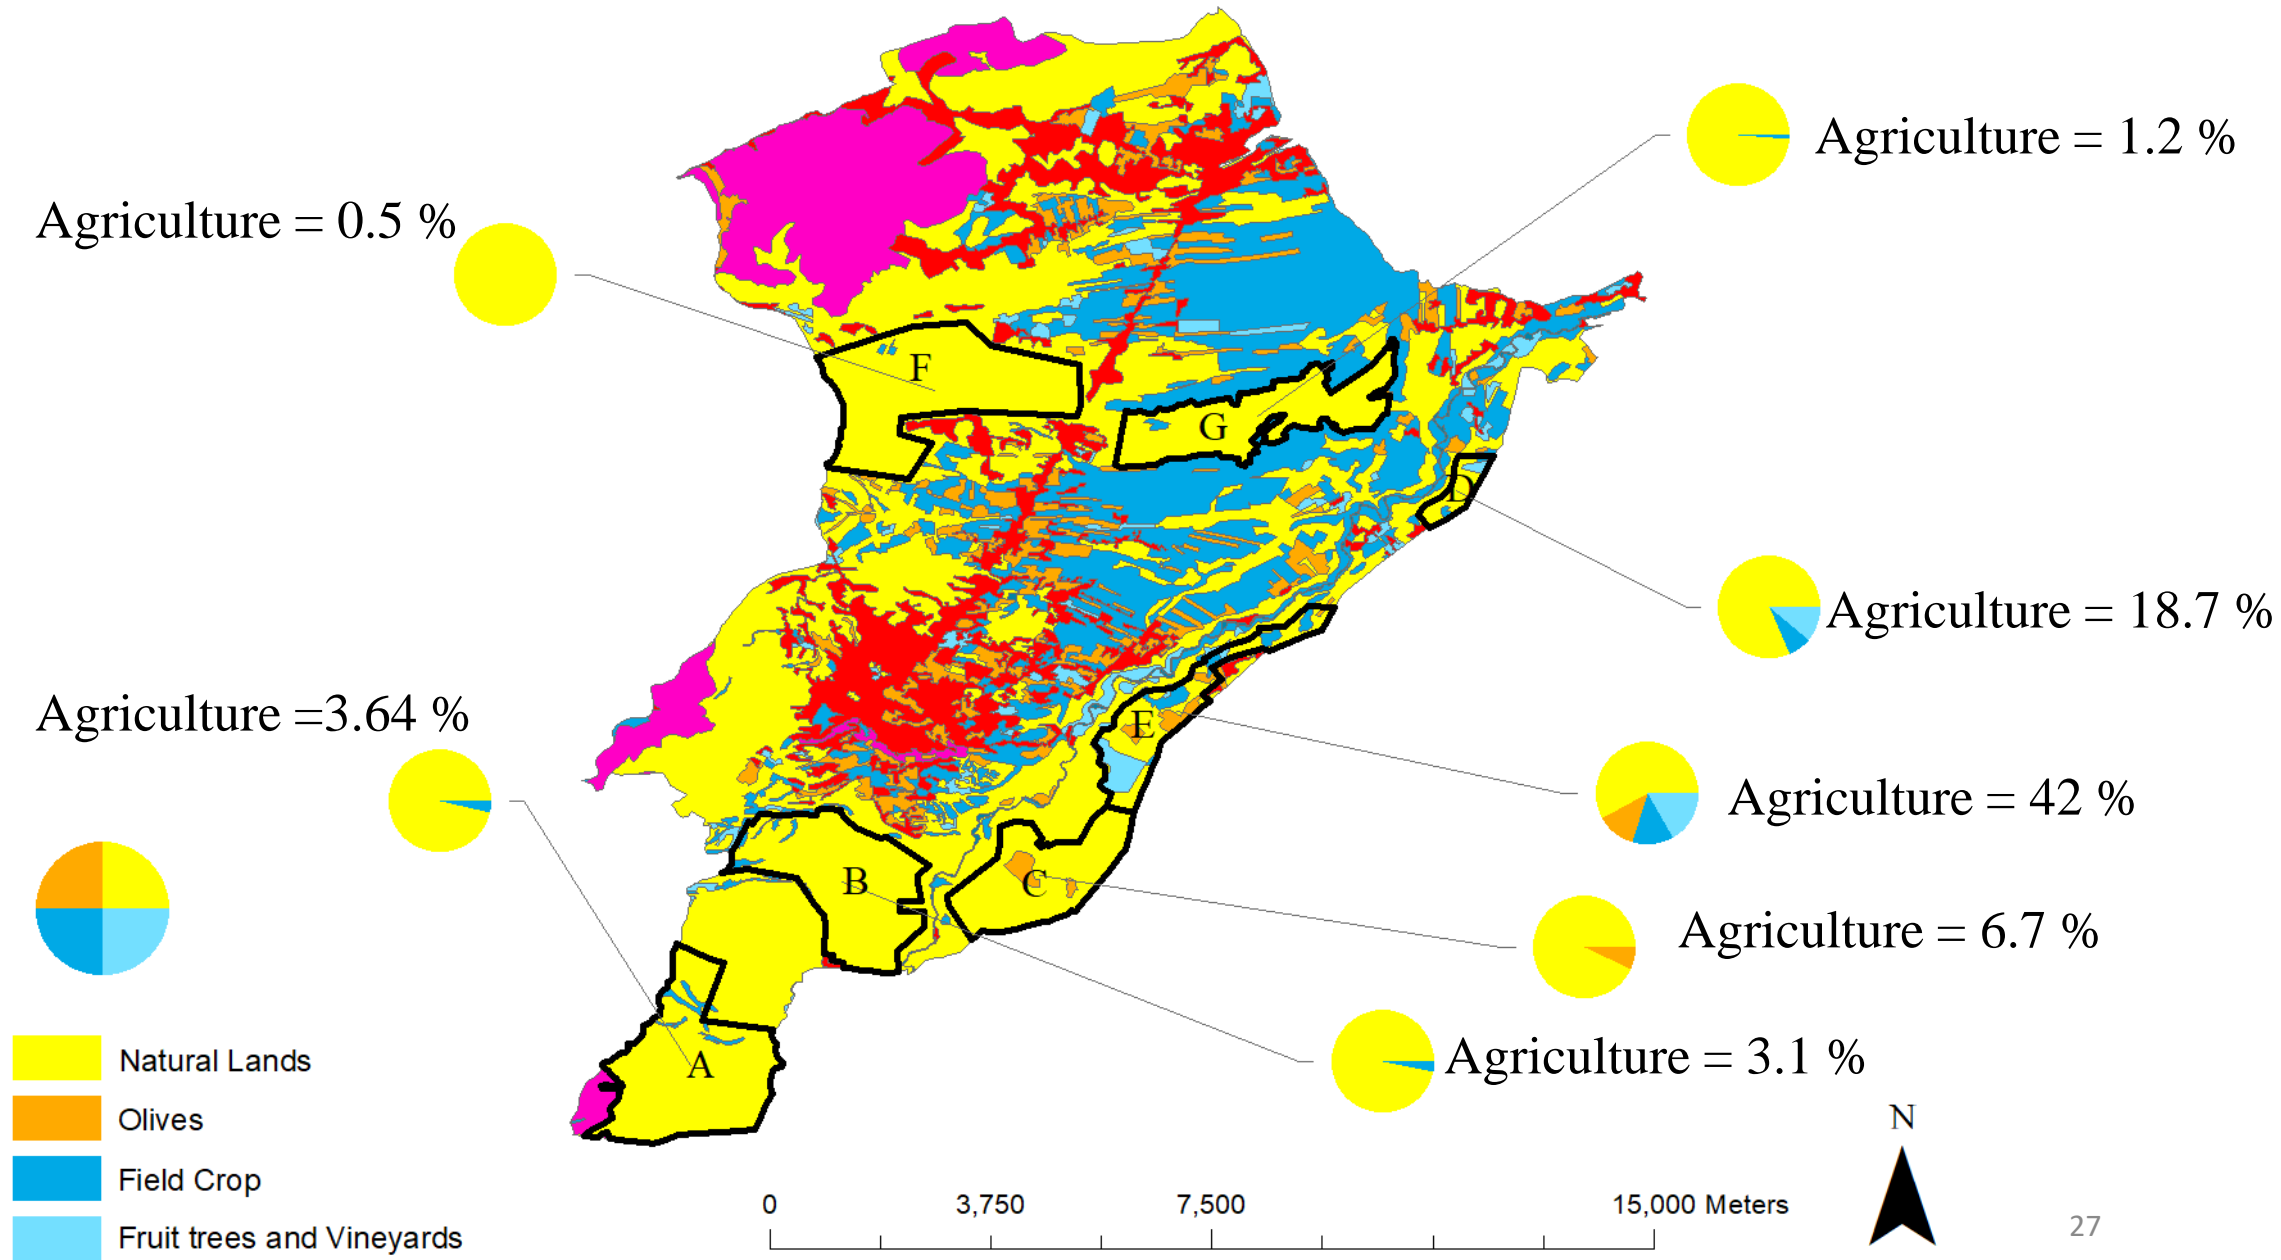 Agriculture = 1.2 %
Agriculture = 0.5 %
F
G
D
Agriculture = 18.7 %
Agriculture =3.64 %
E
Agriculture = 42 %
B
C
Agriculture = 6.7 %
A
Agriculture = 3.1 %
Natural Lands
Olives
Field Crop
Fruit trees and Vineyards
N
0 3,750 7,500 15,000 Meters
27